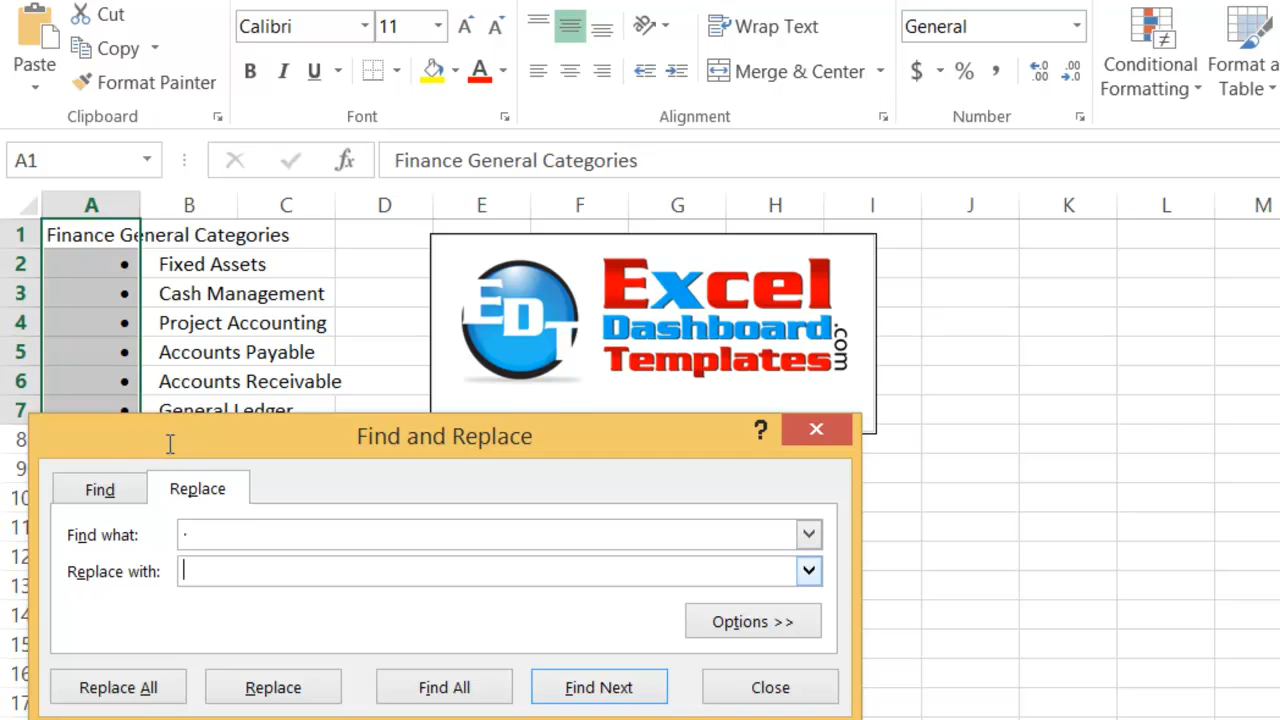 Cut
Copy
Paste
Format Painter
Clipboard
Calibri 11
B I U A
Font
Wrap Text
Merge & Center
Alignment
General
$ % ,
.00
.00
Number
Conditional
Formatting
Format a
Table
A1 fx Finance General Categories
A B C D E F G H I J K L M
1 Finance General Categories
2 • Fixed Assets
3 • Cash Management
4 • Project Accounting
5 • Accounts Payable
6 • Accounts Receivable
7 • General Ledger
8
9
10
11
12
13
14
15
16
17
EDT
Excel
Dashboard
Templates
.com
Find and Replace ?
Find Replace
Find what: ·
Replace with:
Options >>
Replace All Replace Find All Find Next Close